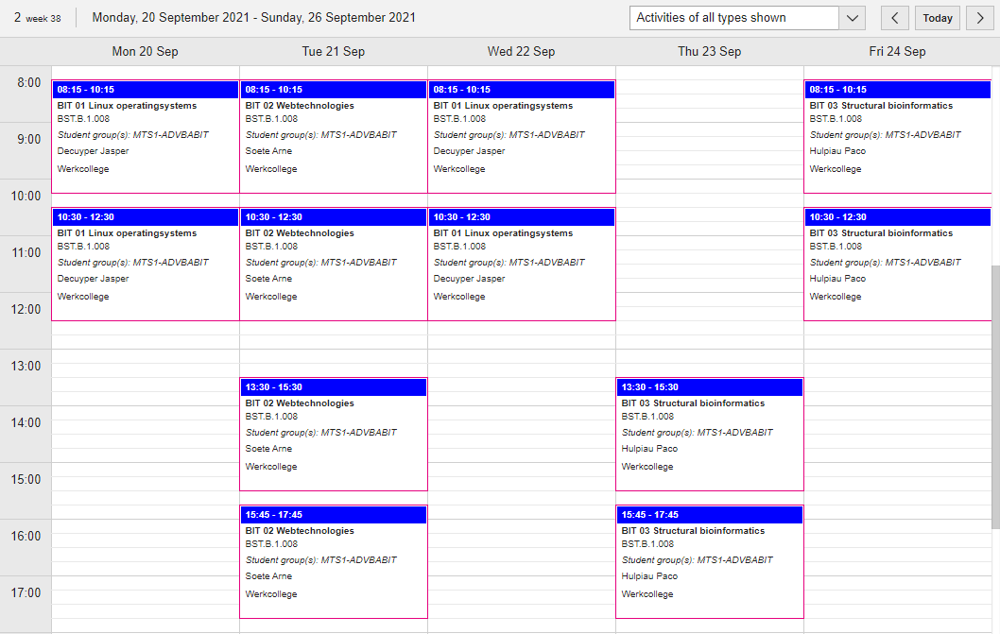 2 week 38 Monday, 20 September 2021 - Sunday, 26 September 2021 Activities of all types shown Today
Mon 20 Sep Tue 21 Sep Wed 22 Sep Thu 23 Sep Fri 24 Sep
8:00
9:00
10:00
11:00
12:00
13:00
14:00
15:00
16:00
17:00
08:15 - 10:15
BIT 01 Linux operatingsystems
BST.B.1.008
Student group(s): MTS1-ADVBABIT
Decuyper Jasper
Werkcollege
10:30 - 12:30
BIT 01 Linux operatingsystems
BST.B.1.008
Student group(s): MTS1-ADVBABIT
Decuyper Jasper
Werkcollege
08:15 - 10:15
BIT 02 Webtechnologies
BST.B.1.008
Student group(s): MTS1-ADVBABIT
Soete Arne
Werkcollege
10:30 - 12:30
BIT 02 Webtechnologies
BST.B.1.008
Student group(s): MTS1-ADVBABIT
Soete Arne
Werkcollege
13:30 - 15:30
BIT 02 Webtechnologies
BST.B.1.008
Student group(s): MTS1-ADVBABIT
Soete Arne
Werkcollege
15:45 - 17:45
BIT 02 Webtechnologies
BST.B.1.008
Student group(s): MTS1-ADVBABIT
Soete Arne
Werkcollege
08:15 - 10:15
BIT 01 Linux operatingsystems
BST.B.1.008
Student group(s): MTS1-ADVBABIT
Decuyper Jasper
Werkcollege
10:30 - 12:30
BIT 01 Linux operatingsystems
BST.B.1.008
Student group(s): MTS1-ADVBABIT
Decuyper Jasper
Werkcollege
13:30 - 15:30
BIT 03 Structural bioinformatics
BST.B.1.008
Student group(s): MTS1-ADVBABIT
Hulpiau Paco
Werkcollege
15:45 - 17:45
BIT 03 Structural bioinformatics
BST.B.1.008
Student group(s): MTS1-ADVBABIT
Hulpiau Paco
Werkcollege
08:15 - 10:15
BIT 03 Structural bioinformatics
BST.B.1.008
Student group(s): MTS1-ADVBABIT
Hulpiau Paco
Werkcollege
10:30 - 12:30
BIT 03 Structural bioinformatics
BST.B.1.008
Student group(s): MTS1-ADVBABIT
Hulpiau Paco
Werkcollege